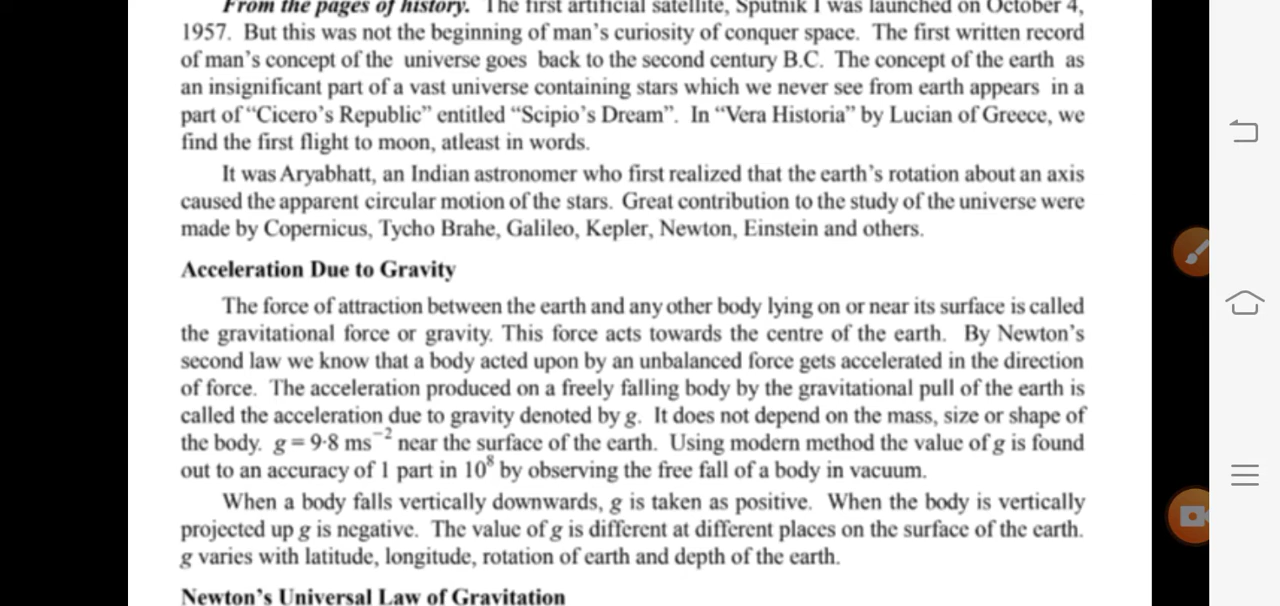 From the pages of history. The first artificial satellite, Sputnik I was launched on October 4,
1957. But this was not the beginning of man's curiosity of conquer space. The first written record
of man's concept of the universe goes back to the second century B.C. The concept of the earth as
an insignificant part of a vast universe containing stars which we never see from earth appears in a
part of “Cicero's Republic” entitled “Scipio's Dream”. In “Vera Historia” by Lucian of Greece, we
find the first flight to moon, atleast in words.
It was Aryabhatt, an Indian astronomer who first realized that the earth's rotation about an axis
caused the apparent circular motion of the stars. Great contribution to the study of the universe were
made by Copernicus, Tycho Brahe, Galileo, Kepler, Newton, Einstein and others.
Acceleration Due to Gravity
The force of attraction between the earth and any other body lying on or near its surface is called
the gravitational force or gravity. This force acts towards the centre of the earth. By Newton's
second law we know that a body acted upon by an unbalanced force gets accelerated in the direction
of force. The acceleration produced on a freely falling body by the gravitational pull of the earth is
called the acceleration due to gravity denoted by g. It does not depend on the mass, size or shape of
the body. g = 9·8 ms⁻² near the surface of the earth. Using modern method the value of g is found
out to an accuracy of 1 part in 10⁸ by observing the free fall of a body in vacuum.
When a body falls vertically downwards, g is taken as positive. When the body is vertically
projected up g is negative. The value of g is different at different places on the surface of the earth.
g varies with latitude, longitude, rotation of earth and depth of the earth.
Newton's Universal Law of Gravitation